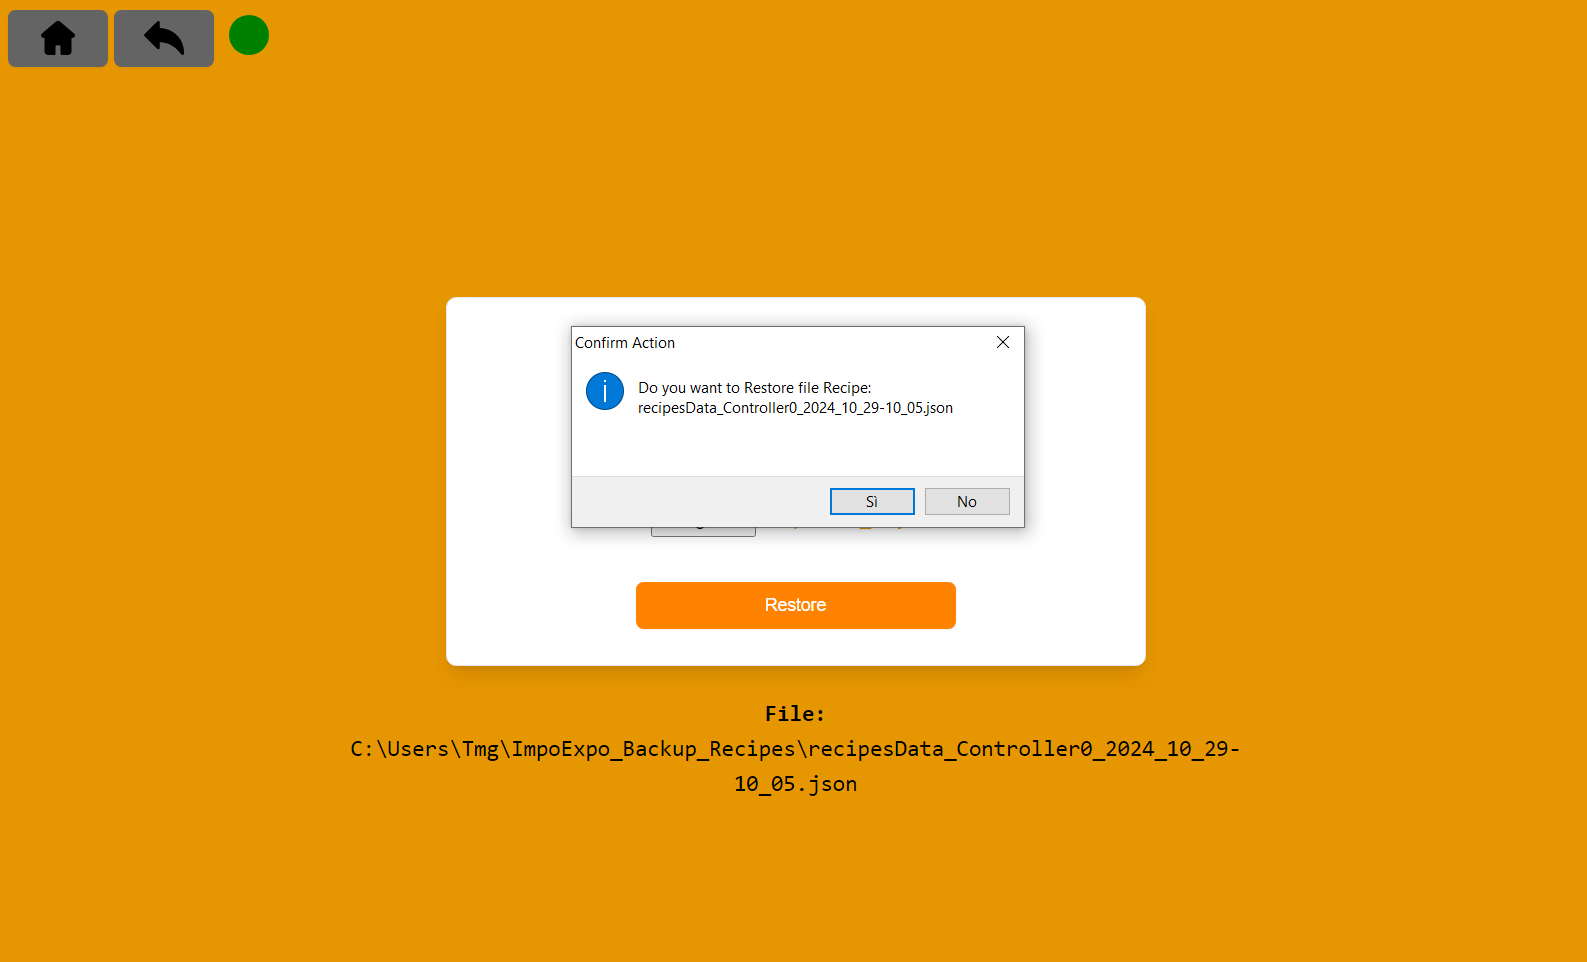 Confirm Action
Do you want to Restore file Recipe:
recipesData_Controller0_2024_10_29-10_05.json
Sì
No
Restore
File:
C:\Users\Tmg\ImpoExpo_Backup_Recipes\recipesData_Controller0_2024_10_29-
10_05.json